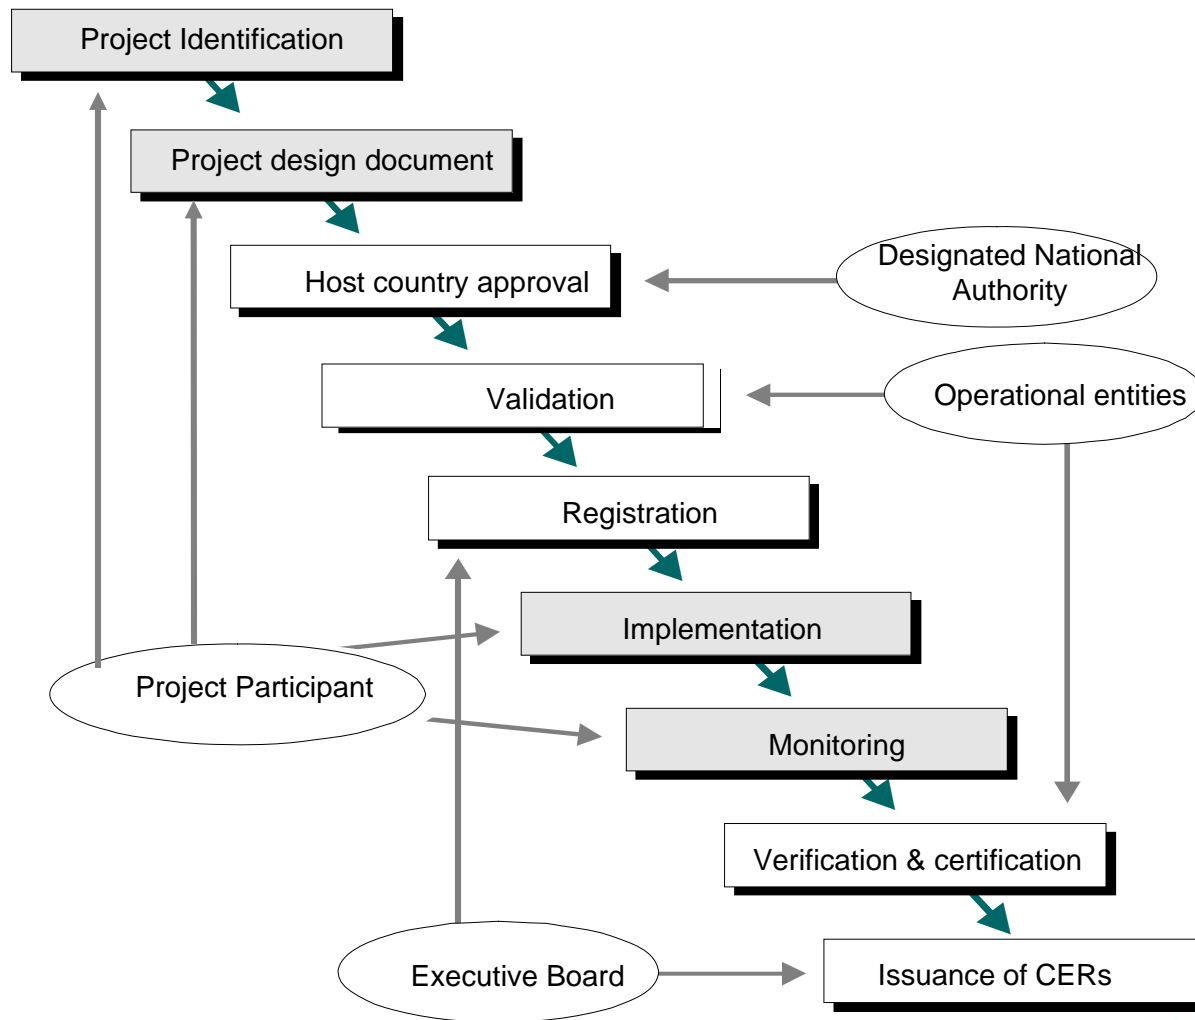 Project Identification
Project design document
Host country approval
Designated National
Authority
Validation
Operational entities
Registration
Implementation
Project Participant
Monitoring
Verification & certification
Executive Board
Issuance of CERs